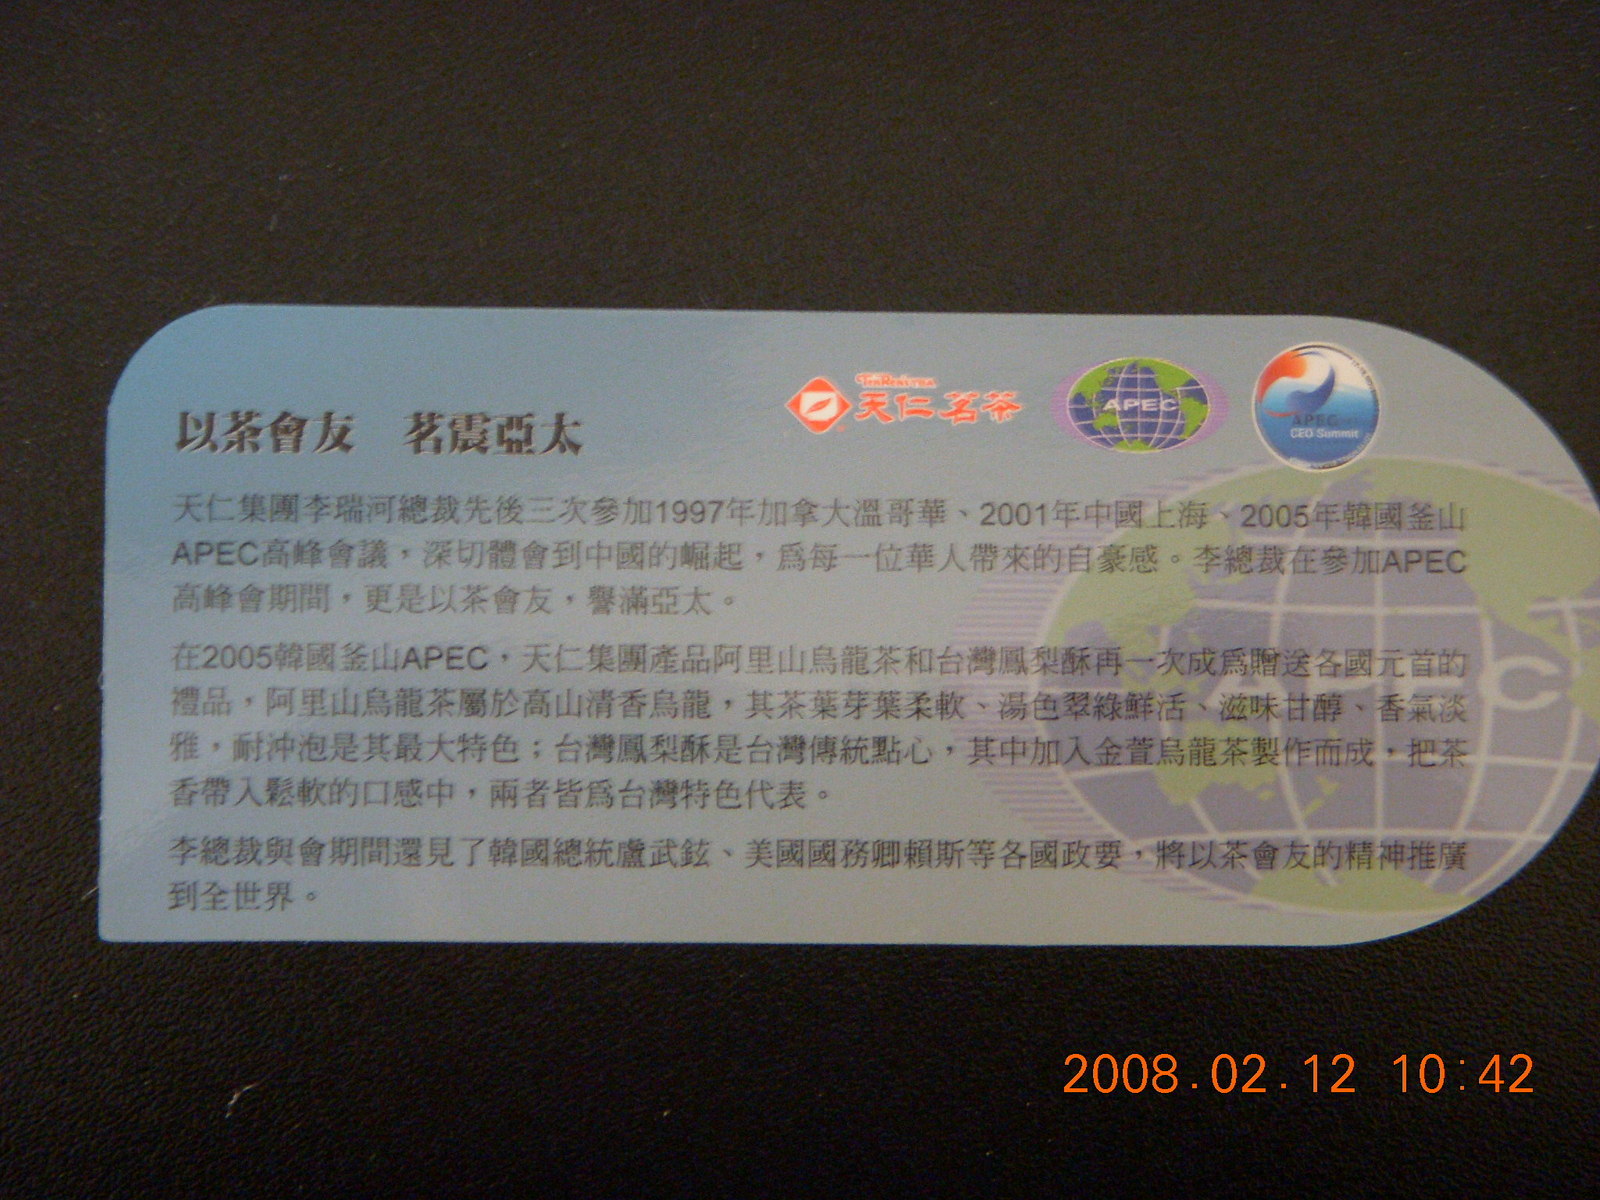 TenRen's TEA
天仁茗茶
APEC
APEC
CEO Summit
以茶會友 茗震亞太
天仁集團李瑞河總裁先後三次參加1997年加拿大溫哥華、2001年中國上海、2005年韓國釜山
APEC高峰會議，深切體會到中國的崛起，為每一位華人帶來的自豪感。李總裁在參加APEC
高峰會期間，更是以茶會友，譽滿亞太。
在2005韓國釜山APEC，天仁集團產品阿里山烏龍茶和台灣鳳梨酥再一次成為贈送各國元首的
禮品，阿里山烏龍茶屬於高山清香烏龍，其茶葉芽葉柔軟、湯色翠綠鮮活、滋味甘醇、香氣淡
雅，耐沖泡是其最大特色；台灣鳳梨酥是台灣傳統點心，其中加入金萱烏龍茶製作而成，把茶
香帶入鬆軟的口感中，兩者皆為台灣特色代表。
李總裁與會期間還見了韓國總統盧武鉉、美國國務卿賴斯等各國政要，將以茶會友的精神推廣
到全世界。
2008.02.12 10:42